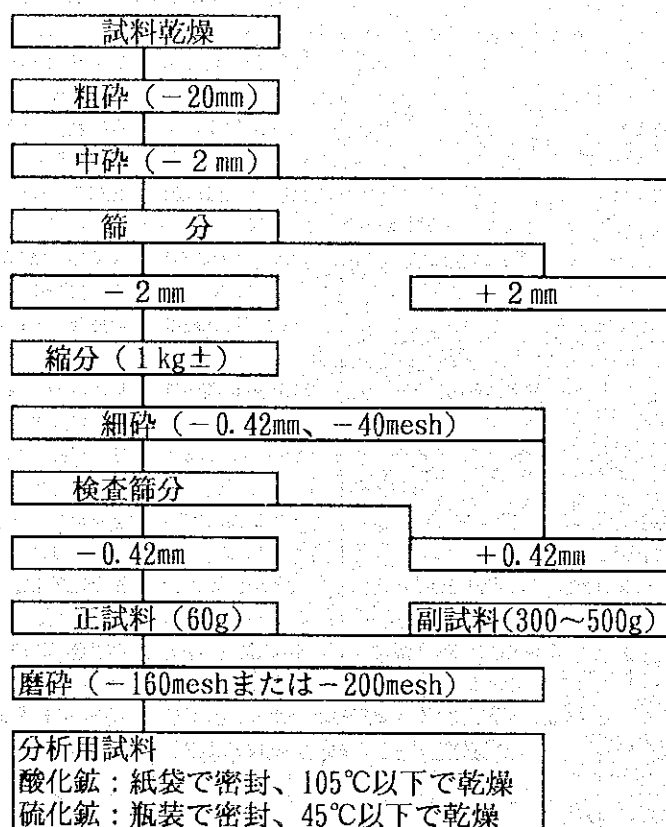 試料乾燥
粗砕（－20mm）
中砕（－2mm）
篩 分
－2mm
＋2mm
縮分（1kg±）
細砕（－0.42mm、－40mesh）
検査篩分
－0.42mm
＋0.42mm
正試料（60g）
副試料(300～500g)
磨砕（－160meshまたは－200mesh）
分析用試料
酸化鉱：紙袋で密封、105℃以下で乾燥
硫化鉱：瓶装で密封、45℃以下で乾燥